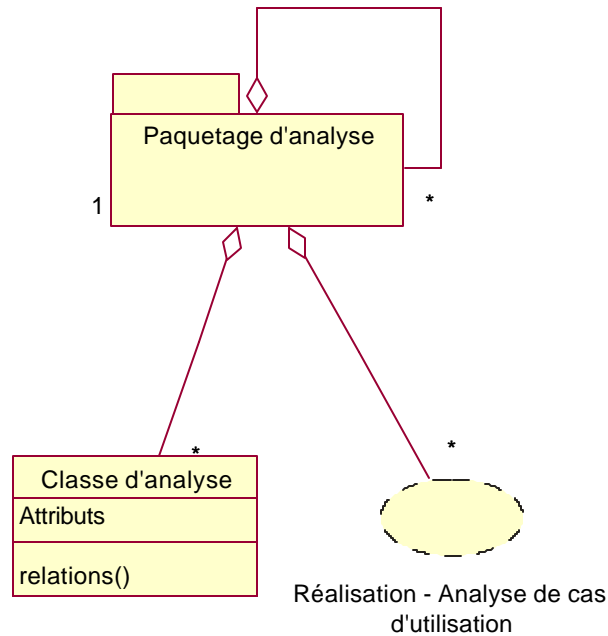 Paquetage d'analyse
1
*
*
*
Classe d'analyse
Attributs
relations()
Réalisation - Analyse de cas
d'utilisation